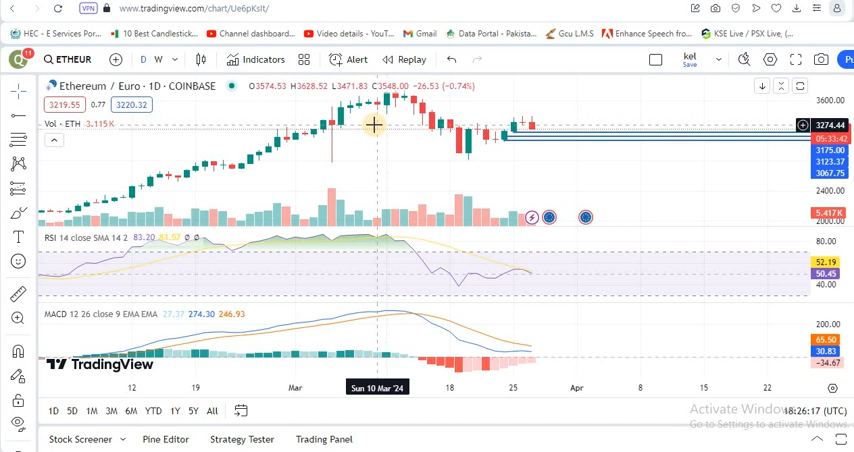 VPN www.tradingview.com/chart/Ue6pKsIt/
HEC - E Services Por... 10 Best Candlestick... Channel dashboard... Video details - YouT... Gmail Data Portal - Pakista... Gcu L.M.S Enhance Speech fro... KSE Live / PSX Live, (...
Q 11 ETHEUR D W Indicators Alert Replay kel Save Pu
Ethereum / Euro · 1D · COINBASE O3574.53 H3628.52 L3471.83 C3548.00 -26.53 (-0.74%)
3600.00
3219.55 0.77 3220.32
Vol · ETH 3.115K
3274.44
05:33:42
3175.00
3123.37
3067.75
2400.00
5.417K
2000.00
RSI 14 close SMA 14 2 83.20 81.57 Ø Ø
80.00
52.19
50.45
40.00
MACD 12 26 close 9 EMA EMA 27.37 274.30 246.93
200.00
65.50
30.83
-34.67
TradingView
12 19 Mar Sun 10 Mar '24 18 25 Apr 8 15 22
1D 5D 1M 3M 6M YTD 1Y 5Y All 18:26:17 (UTC)
Activate Windows
Go to Settings to activate Windows.
Stock Screener Pine Editor Strategy Tester Trading Panel